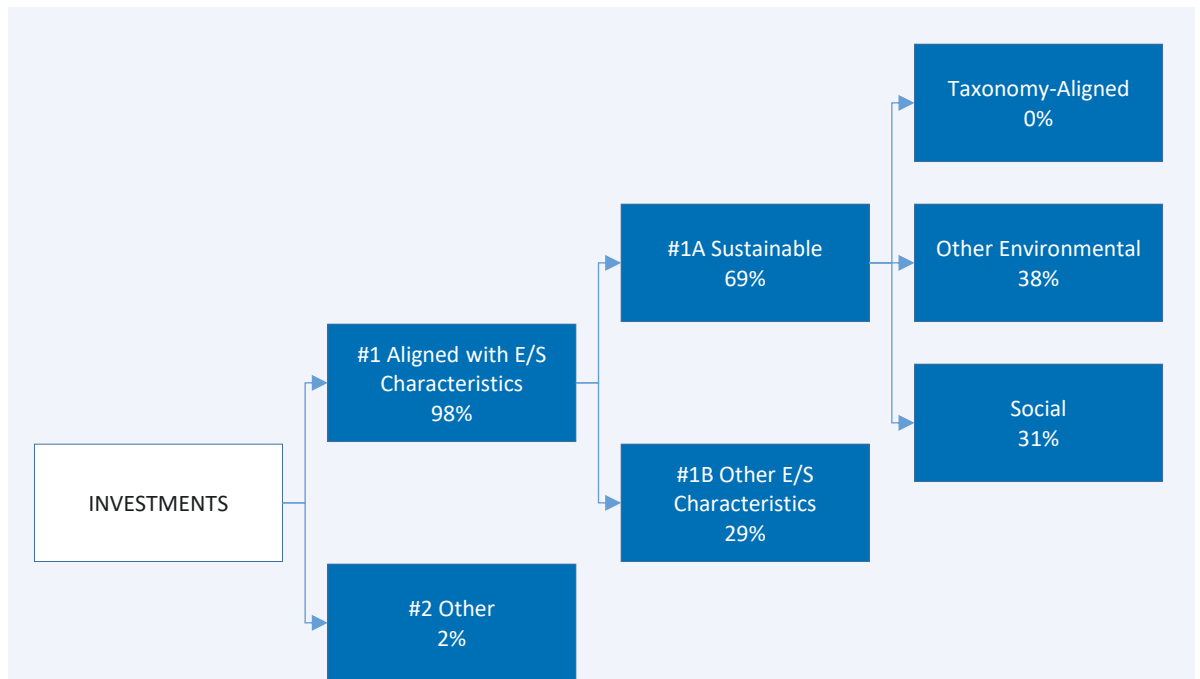 INVESTMENTS
#1 Aligned with E/S
Characteristics
98%
#2 Other
2%
#1A Sustainable
69%
#1B Other E/S
Characteristics
29%
Taxonomy-Aligned
0%
Other Environmental
38%
Social
31%